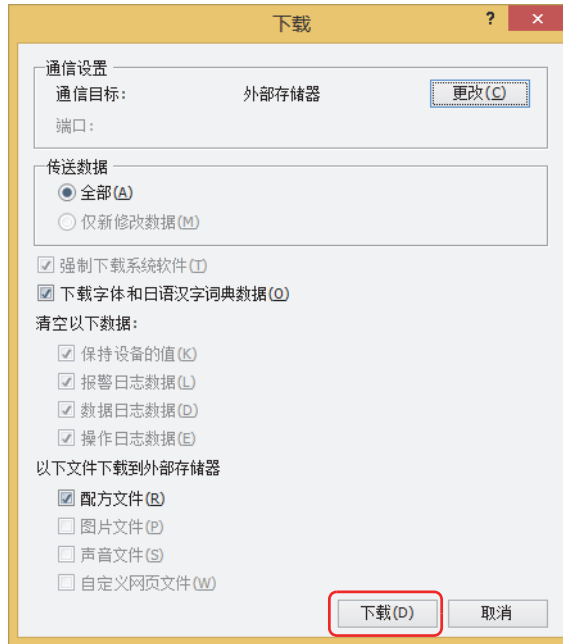 下载
? ×
通信设置
通信目标: 外部存储器 更改(C)
端口:
传送数据
全部(A)
仅新修改数据(M)
强制下载系统软件(T)
下载字体和日语汉字词典数据(O)
清空以下数据:
保持设备的值(K)
报警日志数据(L)
数据日志数据(D)
操作日志数据(E)
以下文件下载到外部存储器
配方文件(R)
图片文件(P)
声音文件(S)
自定义网页文件(W)
下载(D) 取消